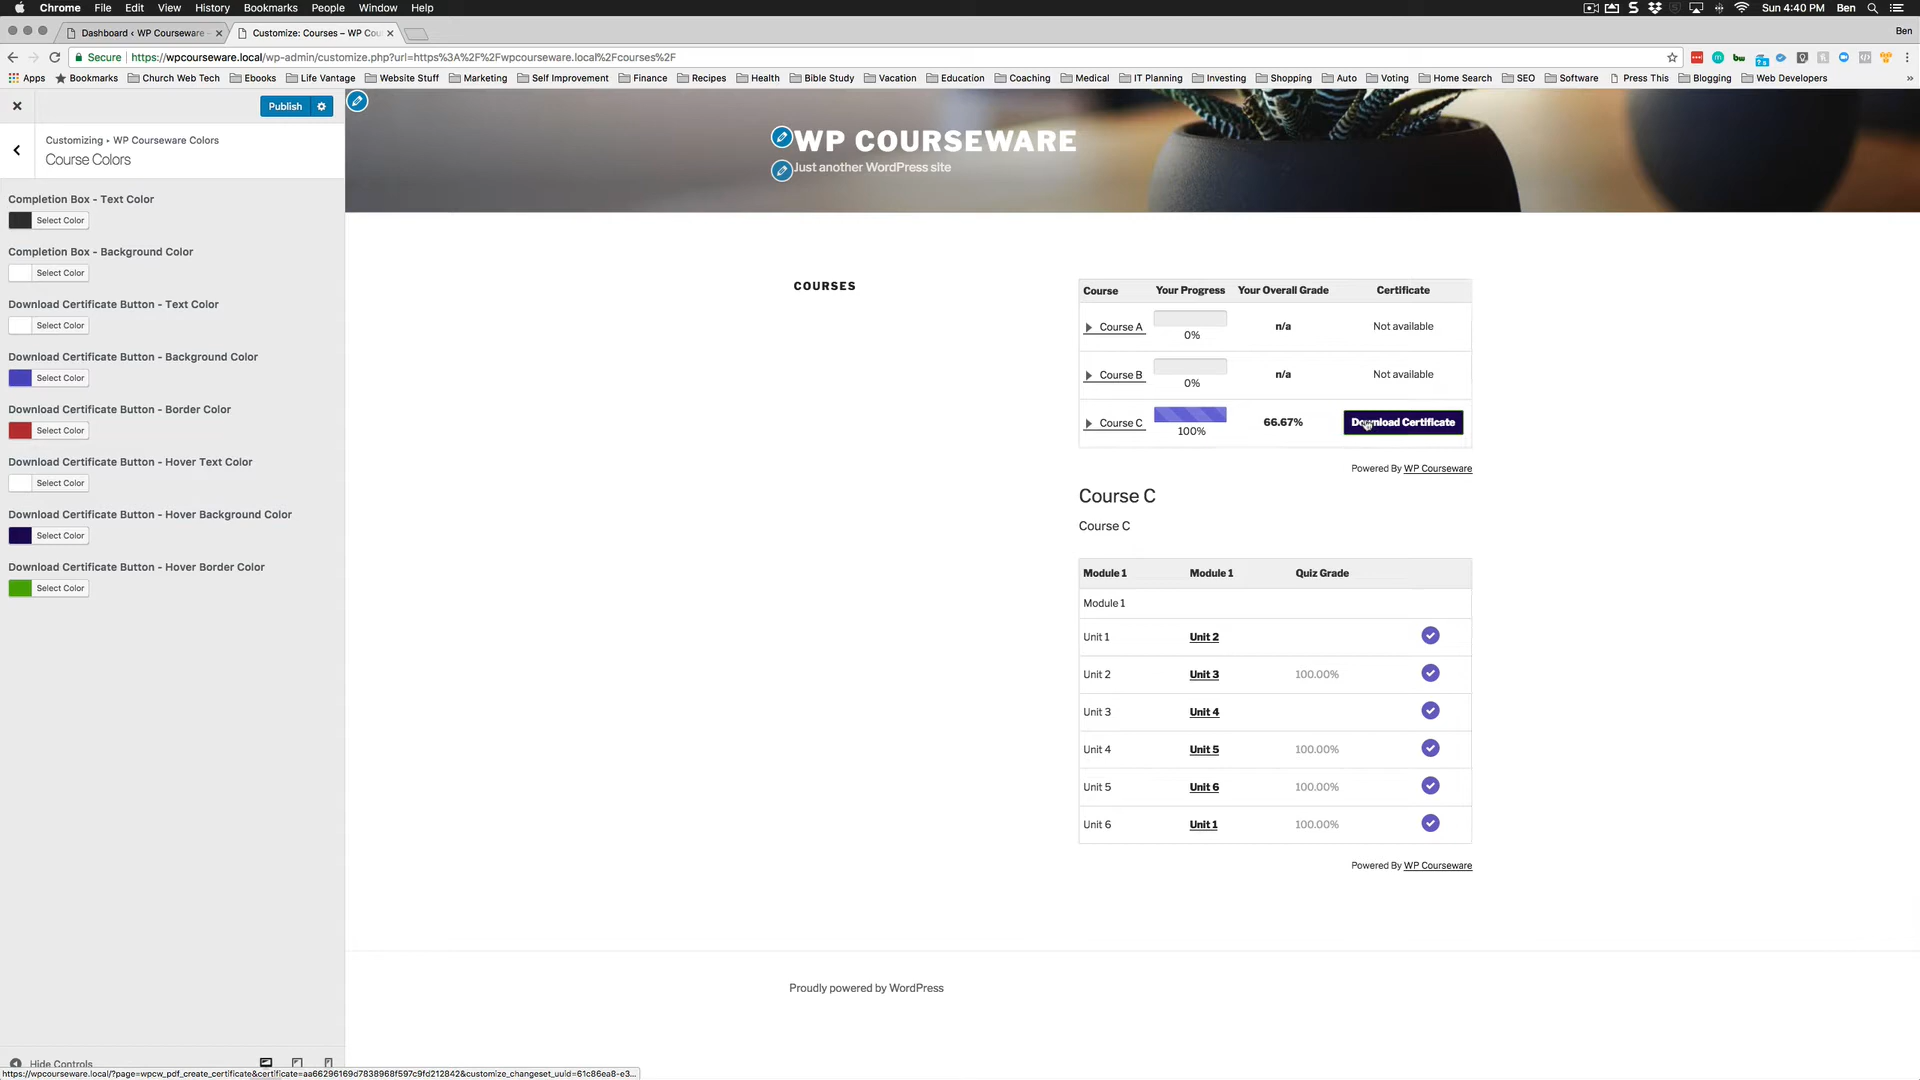 Chrome File Edit View History Bookmarks People Window Help Sun 4:40 PM Ben
Dashboard ‹ WP Courseware Customize: Courses – WP Cou Ben
Secure https://wpcourseware.local/wp-admin/customize.php?url=https%3A%2F%2Fwpcourseware.local%2Fcourses%2F
Apps Bookmarks Church Web Tech Ebooks Life Vantage Website Stuff Marketing Self Improvement Finance Recipes Health Bible Study Vacation Education Coaching Medical IT Planning Investing Shopping Auto Voting Home Search SEO Software Press This Blogging Web Developers »
Publish
Customizing ▸ WP Courseware Colors
Course Colors
Completion Box - Text Color
Select Color
Completion Box - Background Color
Select Color
Download Certificate Button - Text Color
Select Color
Download Certificate Button - Background Color
Select Color
Download Certificate Button - Border Color
Select Color
Download Certificate Button - Hover Text Color
Select Color
Download Certificate Button - Hover Background Color
Select Color
Download Certificate Button - Hover Border Color
Select Color
Hide Controls
https://wpcourseware.local/?page=wpcw_pdf_create_certificate&certificate=aa66296169d7838968f597c9fd212842&customize_changeset_uuid=61c86ea8-e3...
WP COURSEWARE
Just another WordPress site
COURSES
Course Your Progress Your Overall Grade Certificate
Course A 0% n/a Not available
Course B 0% n/a Not available
Course C 100% 66.67% Download Certificate
Powered By WP Courseware
Course C
Course C
Module 1 Module 1 Quiz Grade
Module 1
Unit 1 Unit 2
Unit 2 Unit 3 100.00%
Unit 3 Unit 4
Unit 4 Unit 5 100.00%
Unit 5 Unit 6 100.00%
Unit 6 Unit 1 100.00%
Powered By WP Courseware
Proudly powered by WordPress